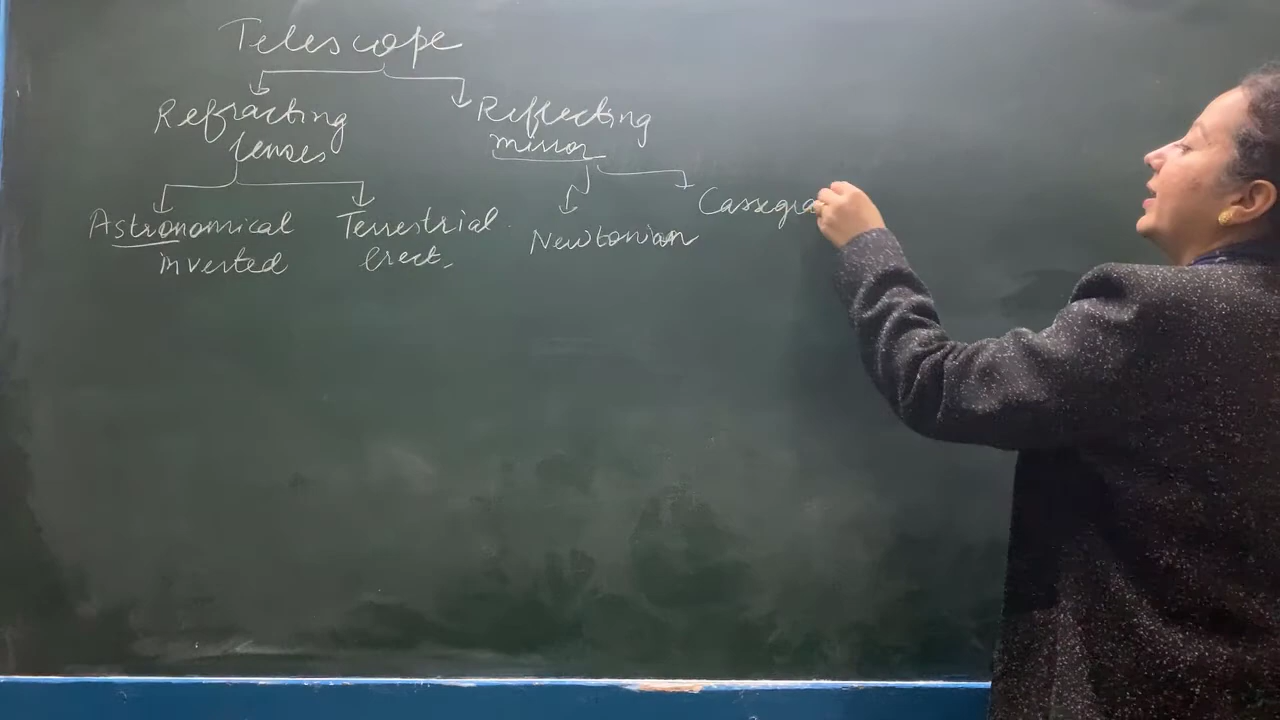 Telescope
Refracting Reflecting
lenses mirror
Astronomical Terrestrial Newtonian Cassegra
inverted erect,